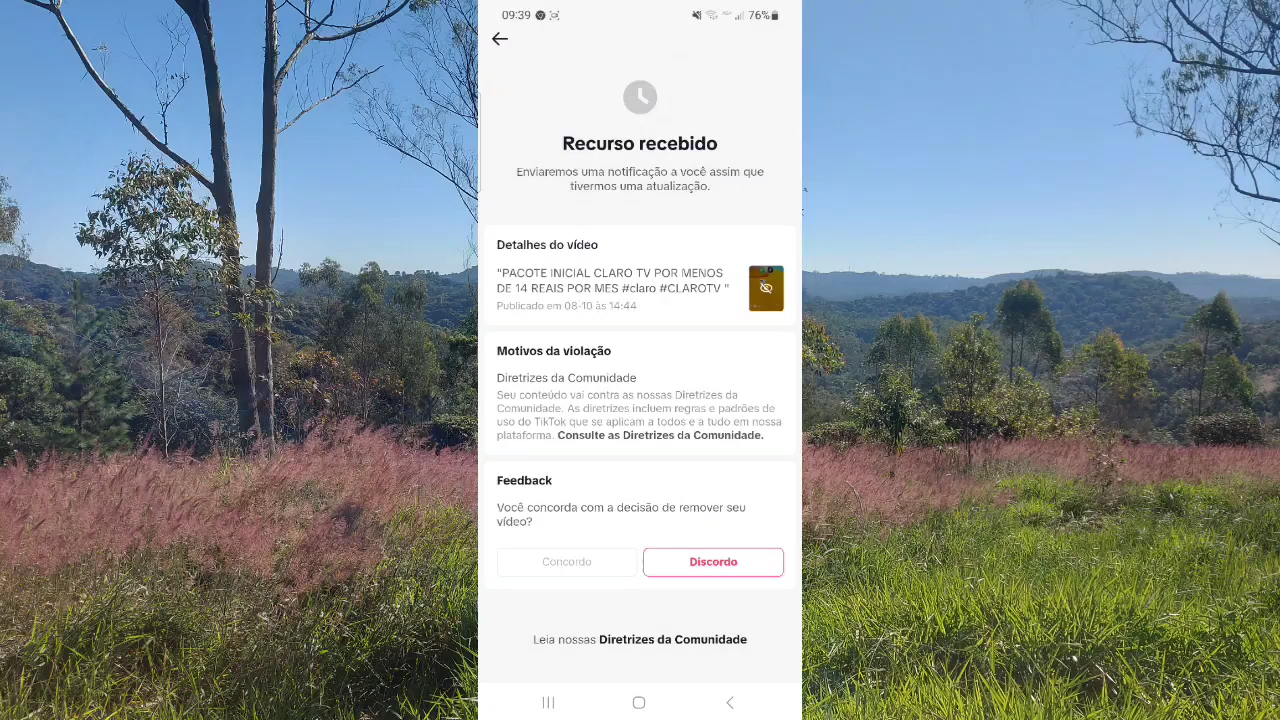 09:39
76%
Recurso recebido
Enviaremos uma notificação a você assim que
tivermos uma atualização.
Detalhes do vídeo
"PACOTE INICIAL CLARO TV POR MENOS
DE 14 REAIS POR MES #claro #CLAROTV "
Publicado em 08-10 às 14:44
Motivos da violação
Diretrizes da Comunidade
Seu conteúdo vai contra as nossas Diretrizes da
Comunidade. As diretrizes incluem regras e padrões de
uso do TikTok que se aplicam a todos e a tudo em nossa
plataforma. Consulte as Diretrizes da Comunidade.
Feedback
Você concorda com a decisão de remover seu
vídeo?
Concordo
Discordo
Leia nossas Diretrizes da Comunidade